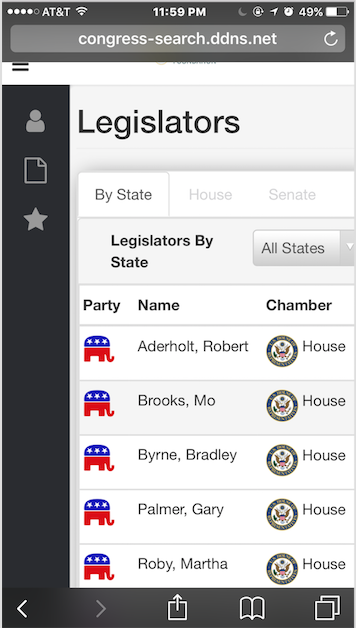 AT&T 11:59 PM 49%
congress-search.ddns.net
Legislators
By State House Senate
Legislators By
State
All States
Party Name Chamber
Aderholt, Robert House
Brooks, Mo House
Byrne, Bradley House
Palmer, Gary House
Roby, Martha House